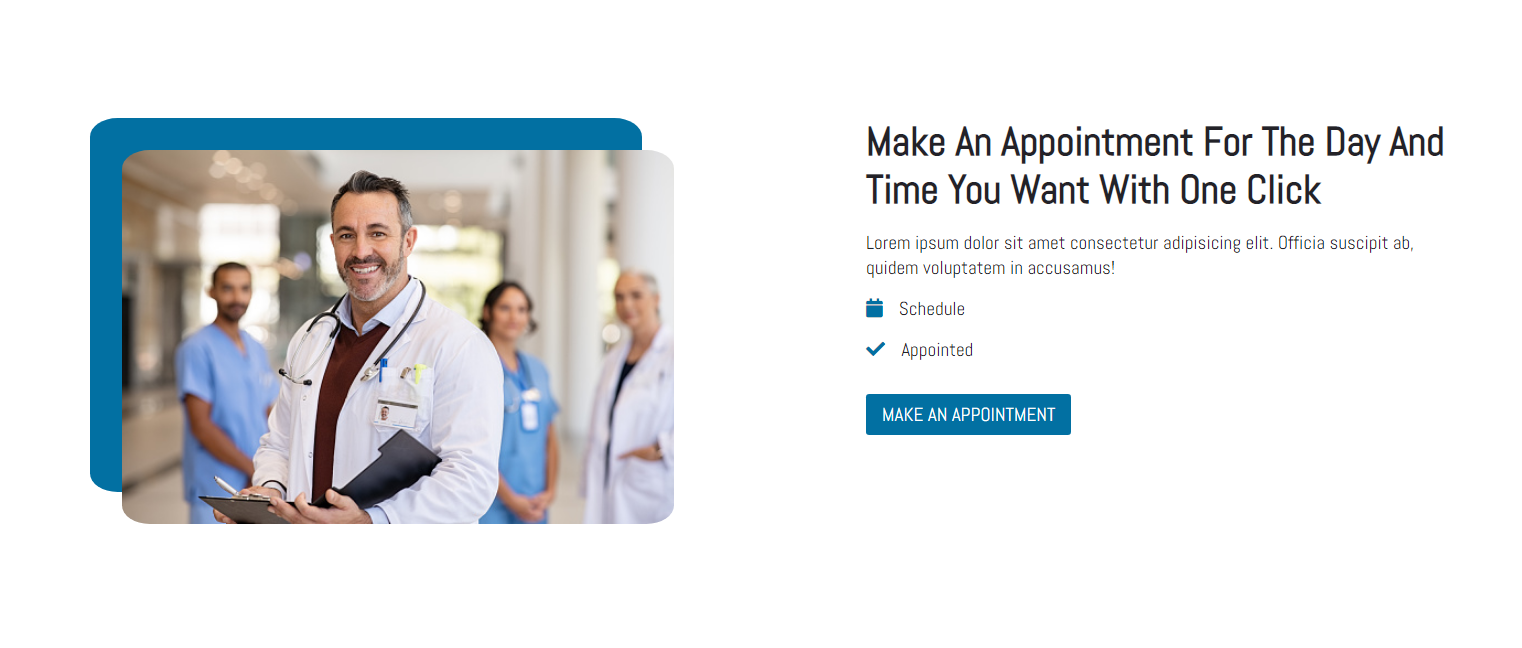 Make An Appointment For The Day And
Time You Want With One Click
Lorem ipsum dolor sit amet consectetur adipisicing elit. Officia suscipit ab,
quidem voluptatem in accusamus!
Schedule
Appointed
MAKE AN APPOINTMENT